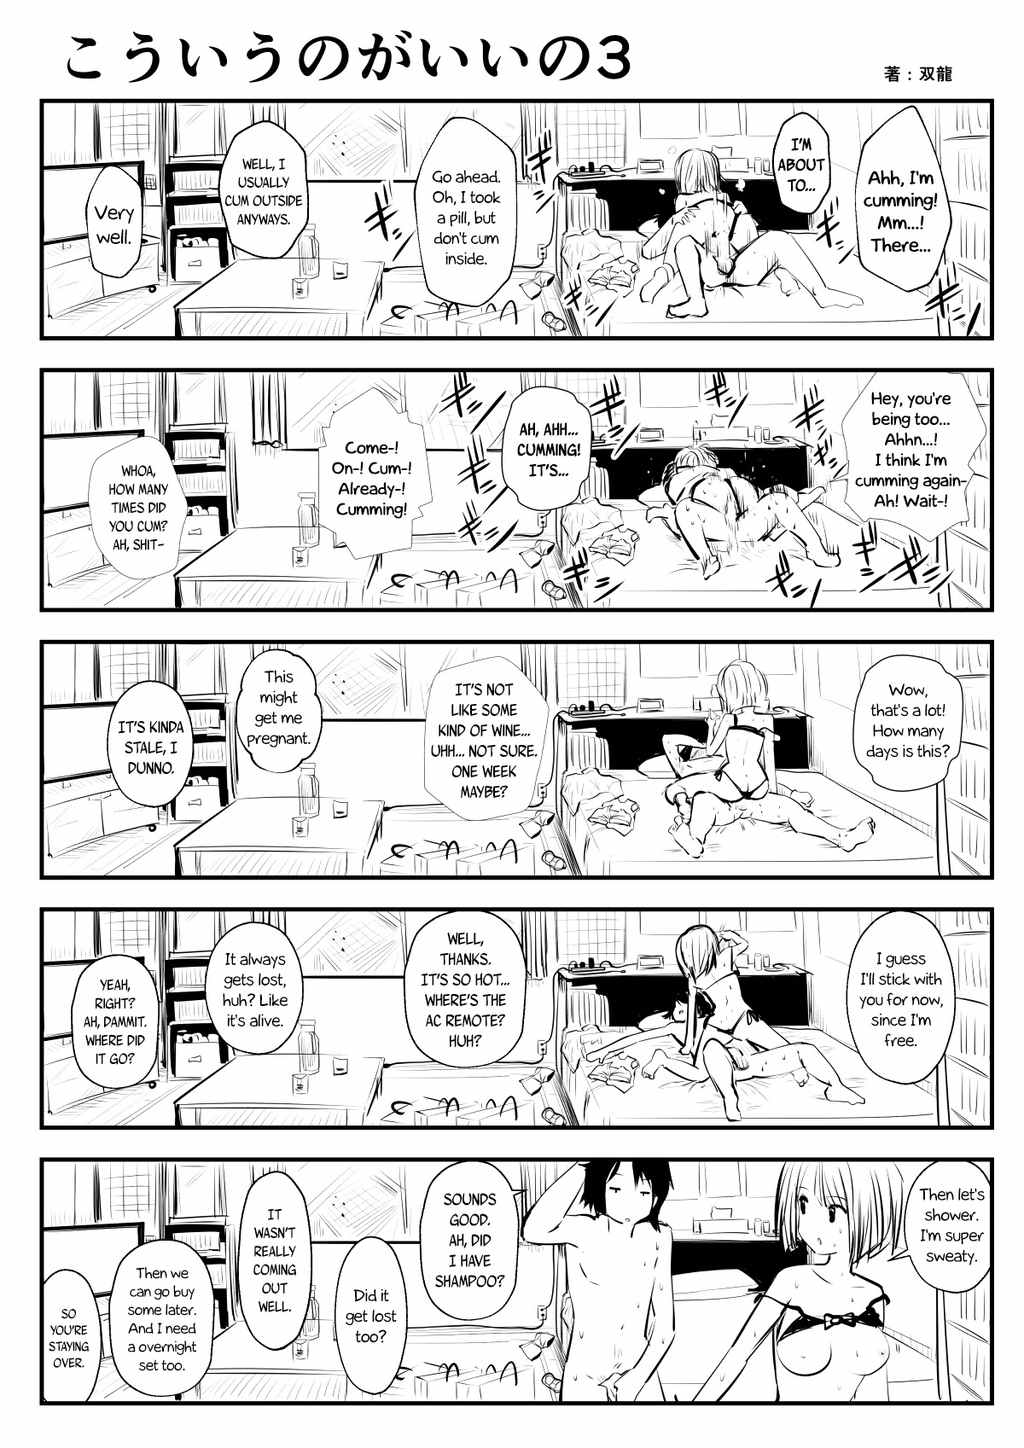 こういうのがいいの3
著:双龍
Ahh, I'm
cumming!
Mm...!
There...
I'M
ABOUT
TO...
Go ahead.
Oh, I took
a pill, but
don't cum
inside.
WELL, I
USUALLY
CUM OUTSIDE
ANYWAYS.
Very
well.
Hey, you're
being too...
Ahhn...!
I think I'm
cumming again-
Ah! Wait-!
AH, AHH...
CUMMING!
IT'S...
Come-!
On-! Cum-!
Already-!
Cumming!
WHOA,
HOW MANY
TIMES DID
YOU CUM?
AH, SHIT-
Wow,
that's a lot!
How many
days is this?
IT'S NOT
LIKE SOME
KIND OF WINE...
UHH... NOT SURE.
ONE WEEK
MAYBE?
This
might
get me
pregnant.
IT'S KINDA
STALE, I
DUNNO.
I guess
I'll stick with
you for now,
since I'm
free.
WELL,
THANKS.
IT'S SO HOT...
WHERE'S THE
AC REMOTE?
HUH?
It always
gets lost,
huh? Like
it's alive.
YEAH,
RIGHT?
AH, DAMMIT.
WHERE DID
IT GO?
Then let's
shower.
I'm super
sweaty.
SOUNDS
GOOD.
AH, DID
I HAVE
SHAMPOO?
Did it
get lost
too?
IT
WASN'T
REALLY
COMING
OUT
WELL.
Then we
can go buy
some later.
And I need
a overnight
set too.
SO
YOU'RE
STAYING
OVER.